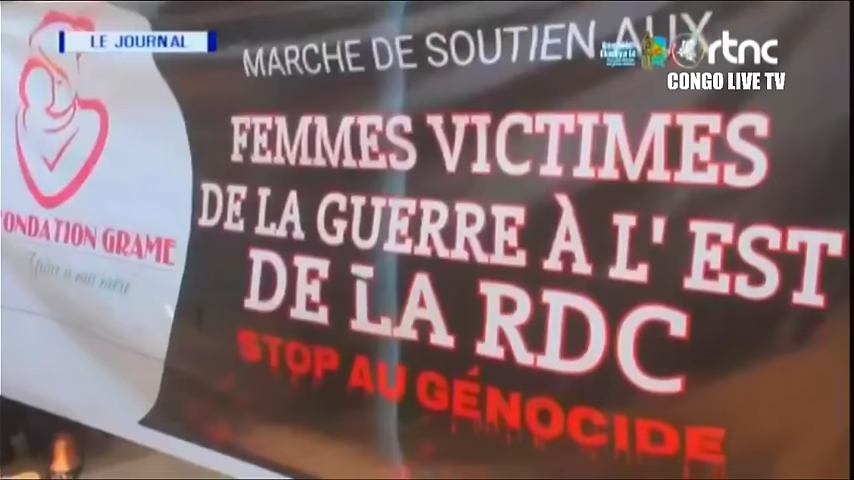 LE JOURNAL
rtnc
CONGO LIVE TV
MARCHE DE SOUTIEN AUX
FEMMES VICTIMES
DE LA GUERRE À L'EST
DE LA RDC
STOP AU GÉNOCIDE
FONDATION GRAME